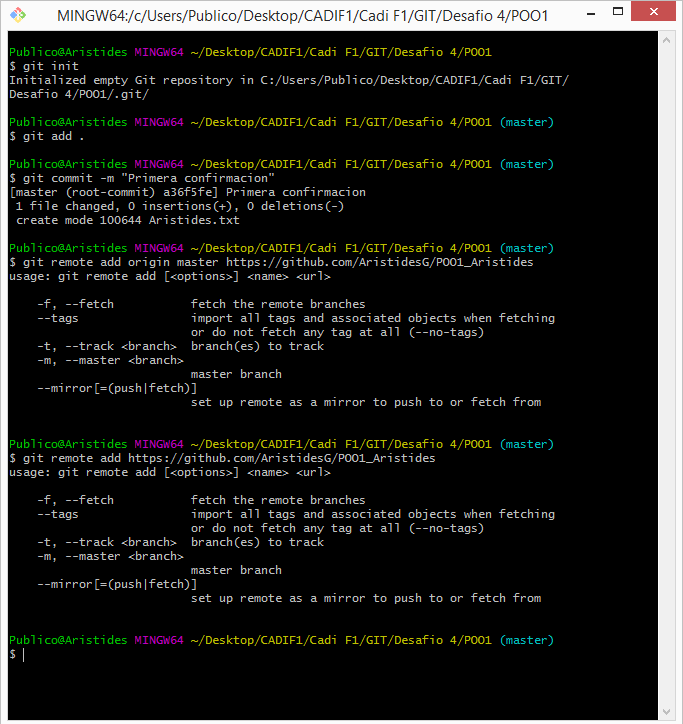 MINGW64:/c/Users/Publico/Desktop/CADIF1/Cadi F1/GIT/Desafio 4/POO1
Publico@Aristides MINGW64 ~/Desktop/CADIF1/Cadi F1/GIT/Desafio 4/POO1
$ git init
Initialized empty Git repository in C:/Users/Publico/Desktop/CADIF1/Cadi F1/GIT/
Desafio 4/POO1/.git/
Publico@Aristides MINGW64 ~/Desktop/CADIF1/Cadi F1/GIT/Desafio 4/POO1 (master)
$ git add .
Publico@Aristides MINGW64 ~/Desktop/CADIF1/Cadi F1/GIT/Desafio 4/POO1 (master)
$ git commit -m "Primera confirmacion"
[master (root-commit) a36f5fe] Primera confirmacion
 1 file changed, 0 insertions(+), 0 deletions(-)
 create mode 100644 Aristides.txt
Publico@Aristides MINGW64 ~/Desktop/CADIF1/Cadi F1/GIT/Desafio 4/POO1 (master)
$ git remote add origin master https://github.com/AristidesG/POO1_Aristides
usage: git remote add [<options>] <name> <url>
    -f, --fetch           fetch the remote branches
    --tags                import all tags and associated objects when fetching
                          or do not fetch any tag at all (--no-tags)
    -t, --track <branch>  branch(es) to track
    -m, --master <branch>
                          master branch
    --mirror[=(push|fetch)]
                          set up remote as a mirror to push to or fetch from
Publico@Aristides MINGW64 ~/Desktop/CADIF1/Cadi F1/GIT/Desafio 4/POO1 (master)
$ git remote add https://github.com/AristidesG/POO1_Aristides
usage: git remote add [<options>] <name> <url>
    -f, --fetch           fetch the remote branches
    --tags                import all tags and associated objects when fetching
                          or do not fetch any tag at all (--no-tags)
    -t, --track <branch>  branch(es) to track
    -m, --master <branch>
                          master branch
    --mirror[=(push|fetch)]
                          set up remote as a mirror to push to or fetch from
Publico@Aristides MINGW64 ~/Desktop/CADIF1/Cadi F1/GIT/Desafio 4/POO1 (master)
$